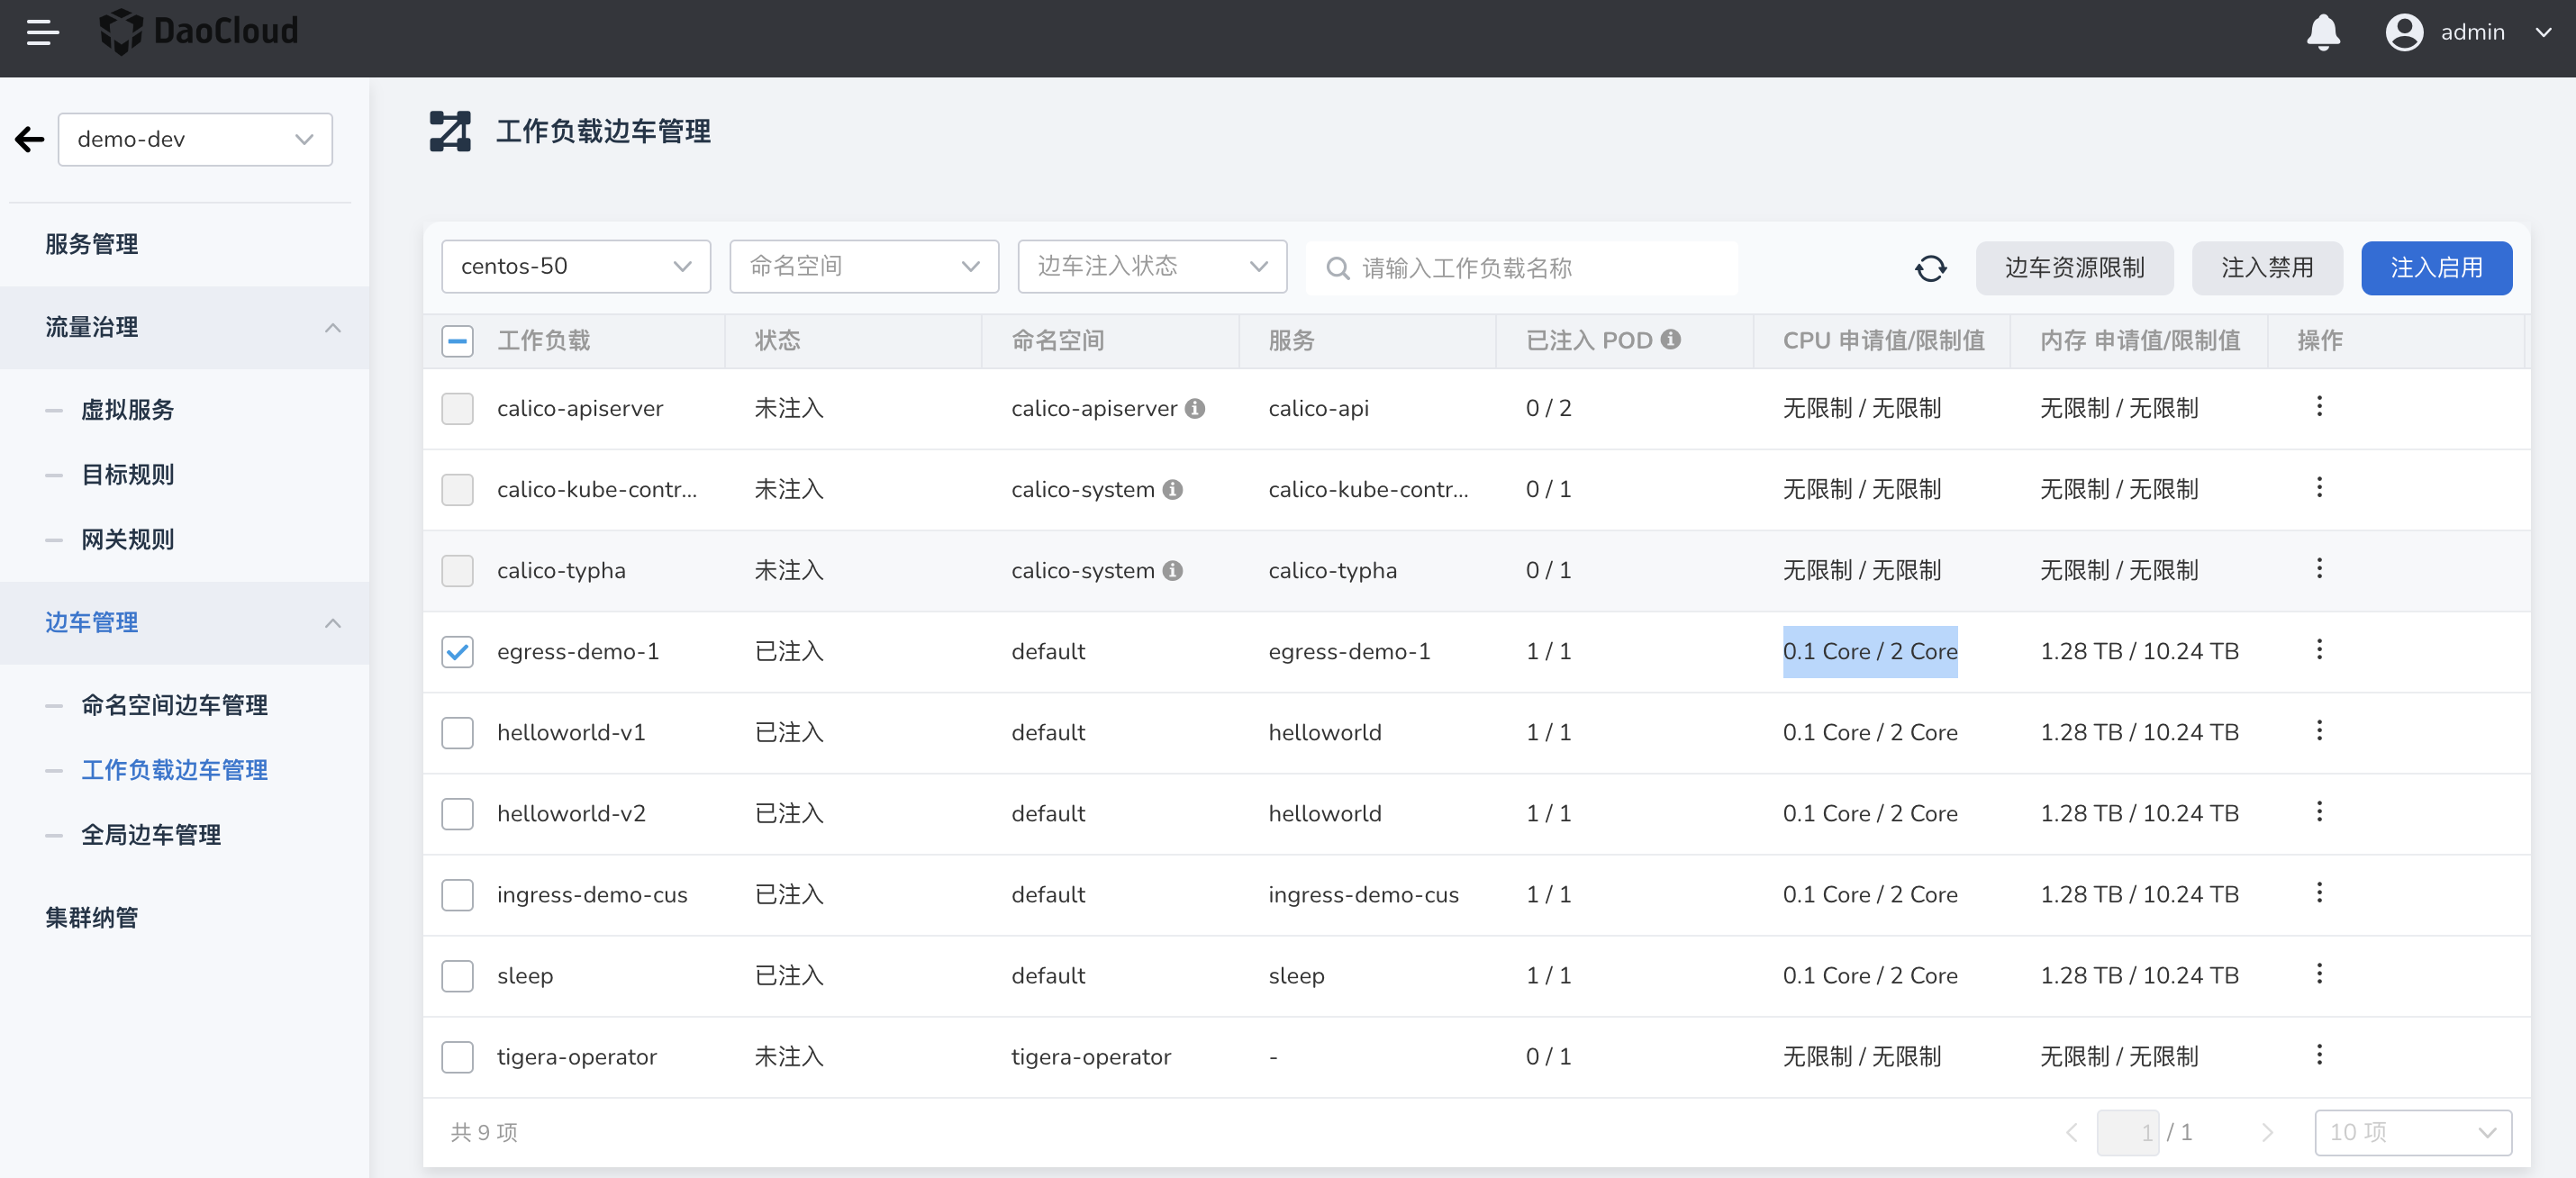 DaoCloud
admin
demo-dev
服务管理
流量治理
虚拟服务
目标规则
网关规则
边车管理
命名空间边车管理
工作负载边车管理
全局边车管理
集群纳管
工作负载边车管理
centos-50 命名空间 边车注入状态 请输入工作负载名称 边车资源限制 注入禁用 注入启用
工作负载 状态 命名空间 服务 已注入 POD CPU 申请值/限制值 内存 申请值/限制值 操作
calico-apiserver 未注入 calico-apiserver calico-api 0 / 2 无限制 / 无限制 无限制 / 无限制
calico-kube-contr... 未注入 calico-system calico-kube-contr... 0 / 1 无限制 / 无限制 无限制 / 无限制
calico-typha 未注入 calico-system calico-typha 0 / 1 无限制 / 无限制 无限制 / 无限制
egress-demo-1 已注入 default egress-demo-1 1 / 1 0.1 Core / 2 Core 1.28 TB / 10.24 TB
helloworld-v1 已注入 default helloworld 1 / 1 0.1 Core / 2 Core 1.28 TB / 10.24 TB
helloworld-v2 已注入 default helloworld 1 / 1 0.1 Core / 2 Core 1.28 TB / 10.24 TB
ingress-demo-cus 已注入 default ingress-demo-cus 1 / 1 0.1 Core / 2 Core 1.28 TB / 10.24 TB
sleep 已注入 default sleep 1 / 1 0.1 Core / 2 Core 1.28 TB / 10.24 TB
tigera-operator 未注入 tigera-operator - 0 / 1 无限制 / 无限制 无限制 / 无限制
共 9 项 1 / 1 10 项